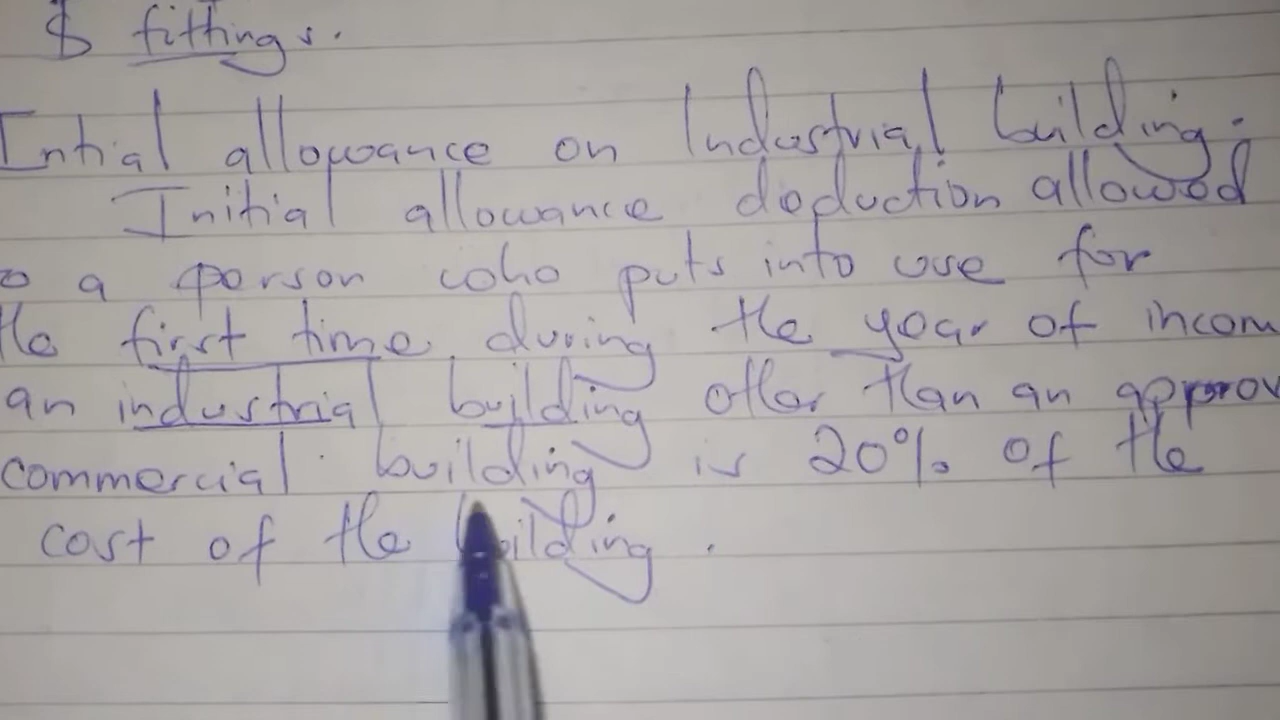 & fittings.
Intial allowance on Industrial building.
Initial allowance deduction allowed
to a person who puts into use for
the first time during the year of incom
an industrial building other than an approv
commercial building is 20% of the
cost of the building.